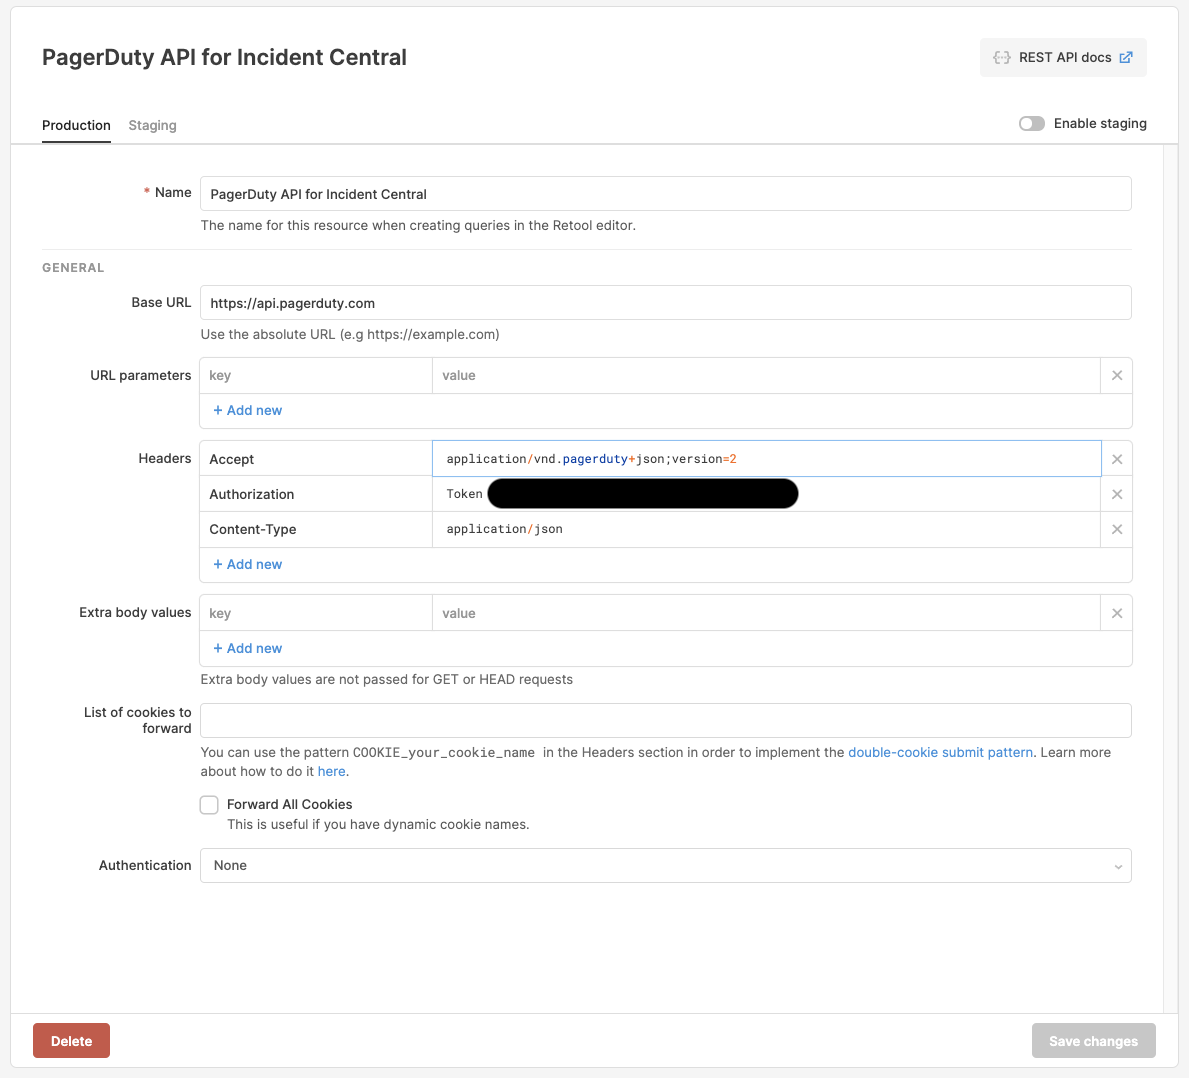 PagerDuty API for Incident Central
REST API docs
Production
Staging
Enable staging
* Name
PagerDuty API for Incident Central
The name for this resource when creating queries in the Retool editor.
GENERAL
Base URL
https://api.pagerduty.com
Use the absolute URL (e.g https://example.com)
URL parameters
key
value
+ Add new
Headers
Accept
application/vnd.pagerduty+json;version=2
Authorization
Token
Content-Type
application/json
+ Add new
Extra body values
key
value
+ Add new
Extra body values are not passed for GET or HEAD requests
List of cookies to
forward
You can use the pattern COOKIE_your_cookie_name in the Headers section in order to implement the double-cookie submit pattern. Learn more
about how to do it here.
Forward All Cookies
This is useful if you have dynamic cookie names.
Authentication
None
Delete
Save changes